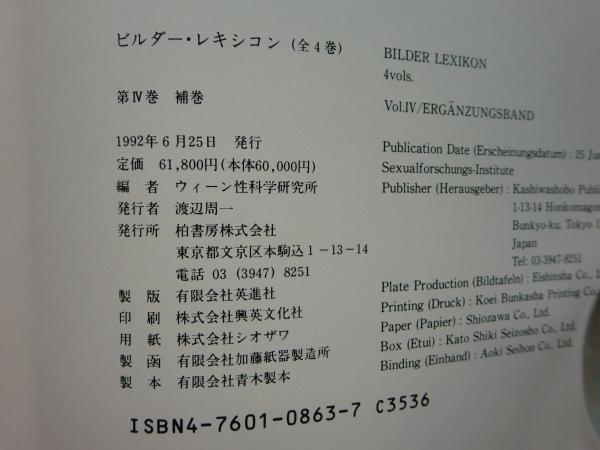 ビルダー・レキシコン (全4巻)
第Ⅳ巻 補巻
1992年6月25日 発行
定価 61,800円(本体60,000円)
編者 ウィーン性科学研究所
発行者 渡辺周一
発行所 柏書房株式会社
東京都文京区本駒込1-13-14
電話 03 (3947) 8251
製版 有限会社英進社
印刷 株式会社興英文化社
用紙 株式会社シオザワ
製函 有限会社加藤紙器製造所
製本 有限会社青木製本
ISBN4-7601-0863-7 C3536
BILDER LEXIKON
4vols.
Vol.IV/ERGÄNZUNGSBAND
Publication Date (Erscheinungsdatum) : 25 Jun
Sexualforschungs-Institute
Publisher (Herausgeber) : Kashiwashobo Publi
1-13-14 Honkomago
Bunkyo-ku, Tokyo 1
Japan
Tel: 03-3947-8251
Plate Production (Bildtafeln) : Eishinsha Co., L
Printing (Druck) : Koei Bunkasha Printing Co.,
Paper (Papier) : Shiozawa Co., Ltd.
Box (Etui) : Kato Shiki Seizosho Co., Ltd.
Binding (Einband) : Aoki Seihon Co., Ltd.